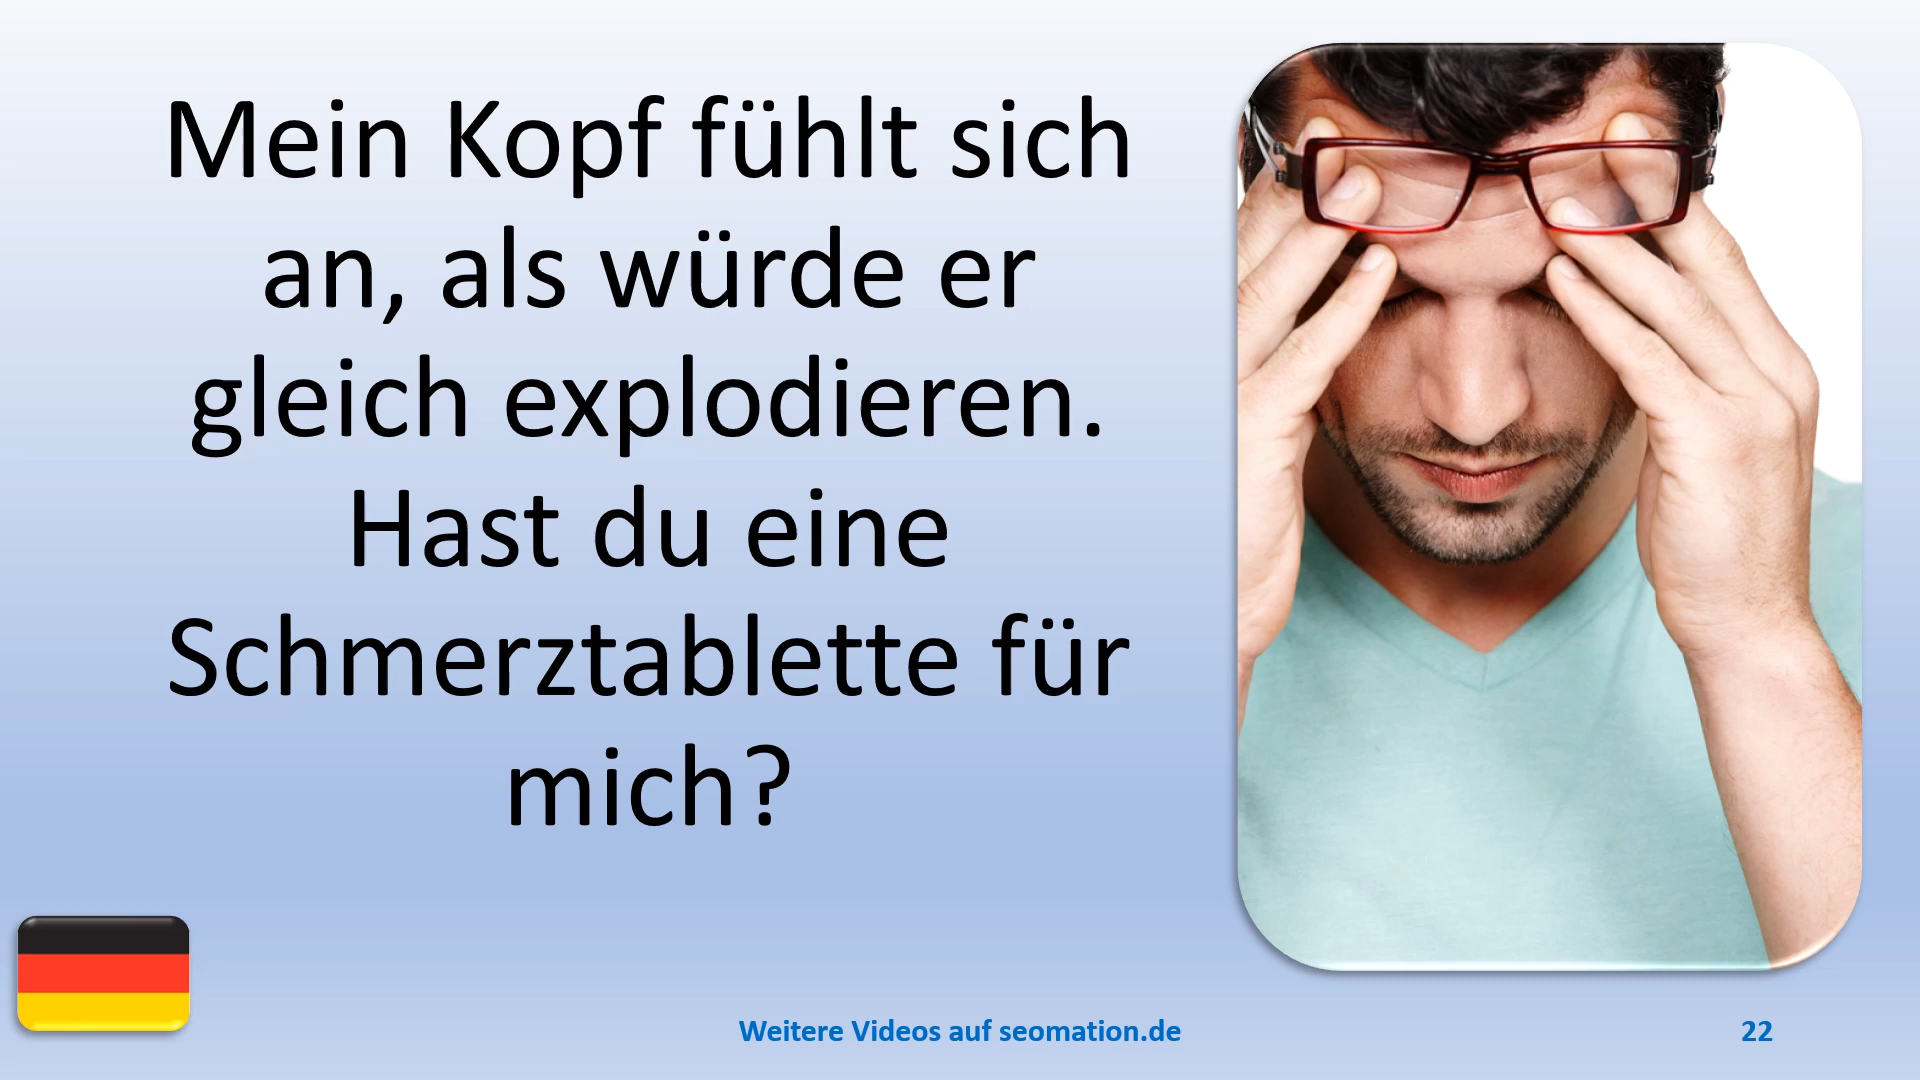 Mein Kopf fühlt sich
an, als würde er
gleich explodieren.
Hast du eine
Schmerztablette für
mich?
Weitere Videos auf seomation.de
22